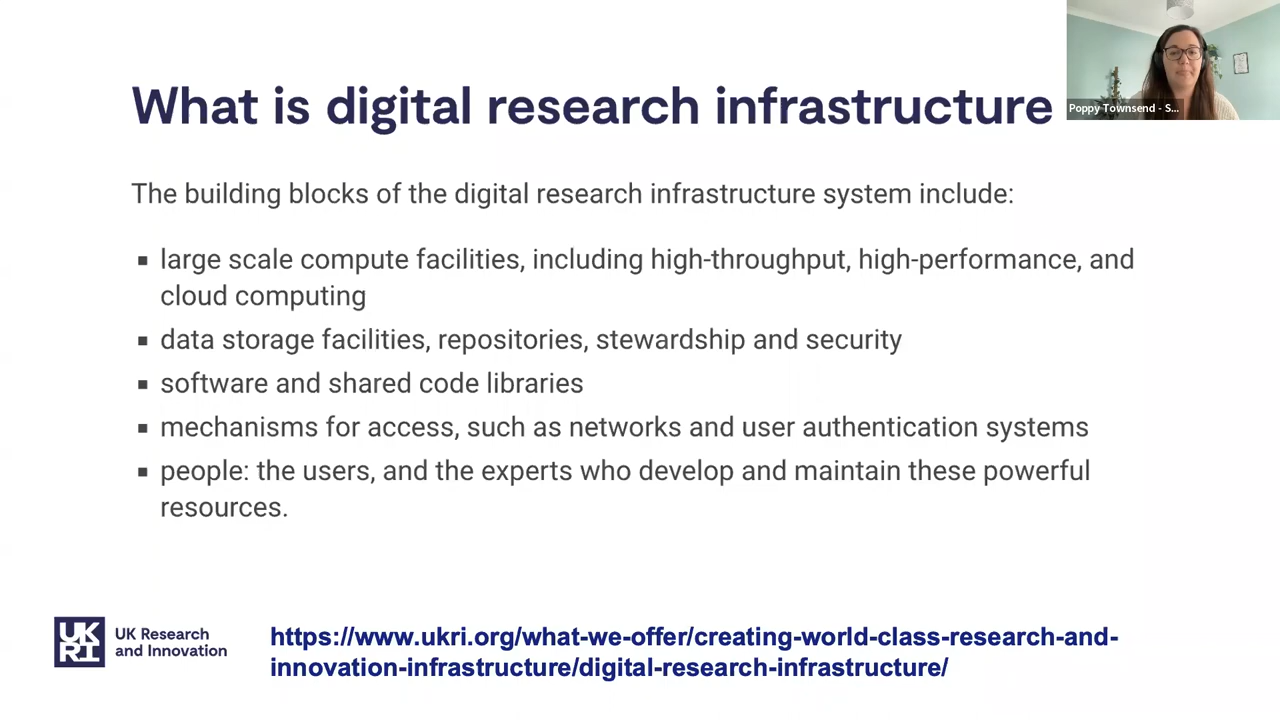 What is digital research infrastructure
Poppy Townsend - S...
The building blocks of the digital research infrastructure system include:
▪ large scale compute facilities, including high-throughput, high-performance, and
cloud computing
▪ data storage facilities, repositories, stewardship and security
▪ software and shared code libraries
▪ mechanisms for access, such as networks and user authentication systems
▪ people: the users, and the experts who develop and maintain these powerful
resources.
UK
RI
UK Research
and Innovation
https://www.ukri.org/what-we-offer/creating-world-class-research-and-
innovation-infrastructure/digital-research-infrastructure/